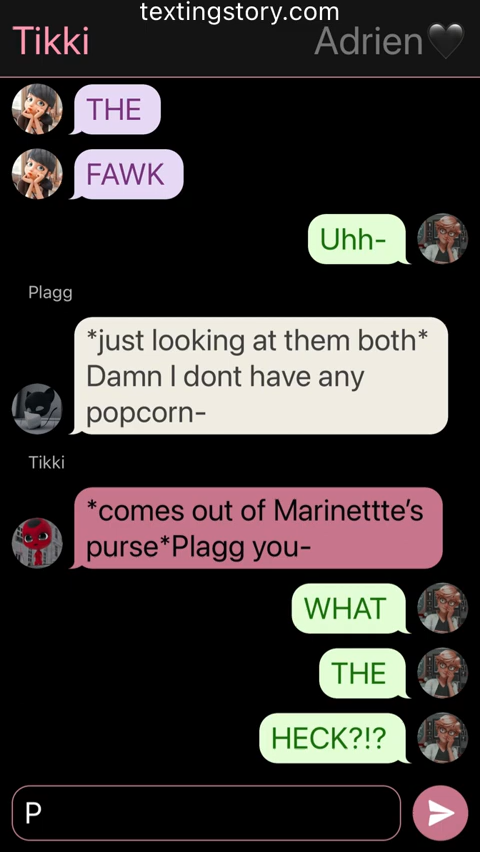 textingstory.com
Tikki
Adrien🖤
THE
FAWK
Uhh-
Plagg
*just looking at them both*
Damn I dont have any
popcorn-
Tikki
*comes out of Marinettte’s
purse*Plagg you-
WHAT
THE
HECK?!?
P